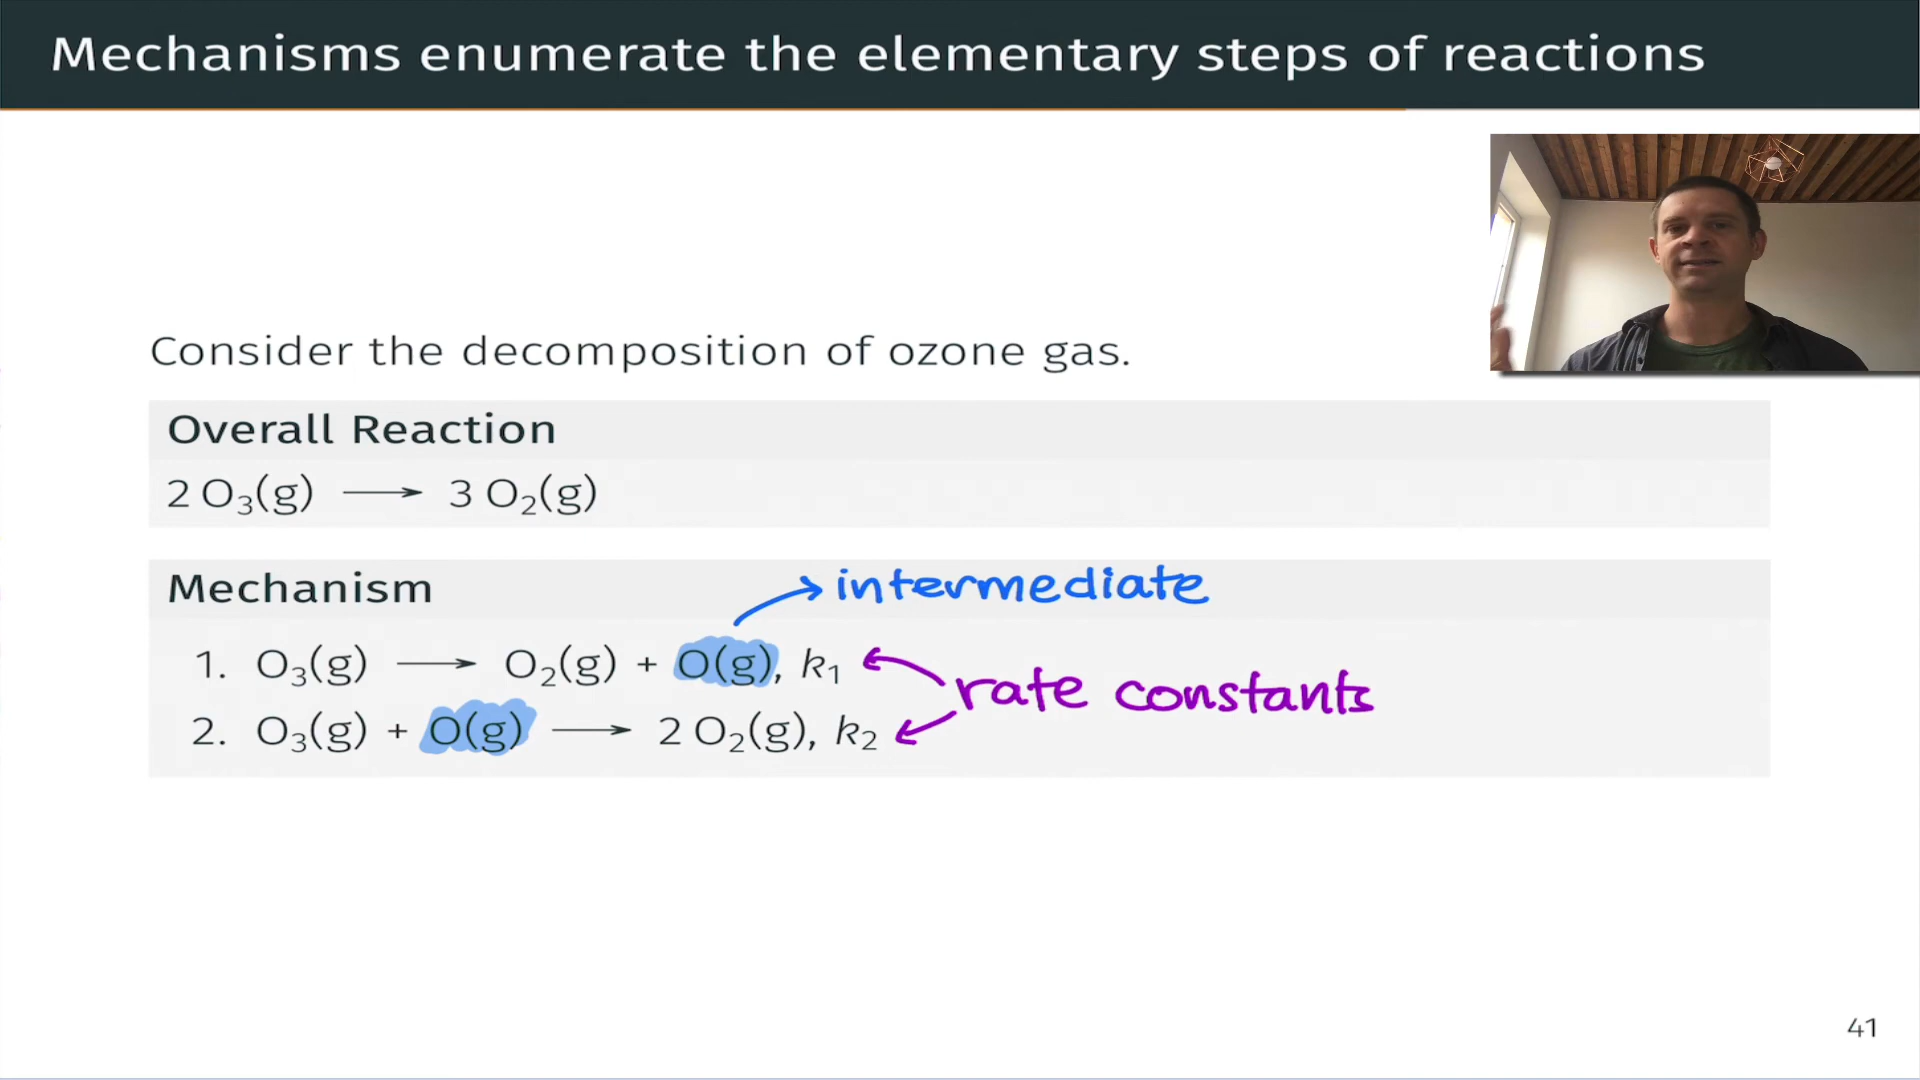 Mechanisms enumerate the elementary steps of reactions
Consider the decomposition of ozone gas.
Overall Reaction
2 O₃(g) ⟶ 3 O₂(g)
Mechanism
intermediate
1. O₃(g) ⟶ O₂(g) + O(g), k₁
rate constants
2. O₃(g) + O(g) ⟶ 2 O₂(g), k₂
41